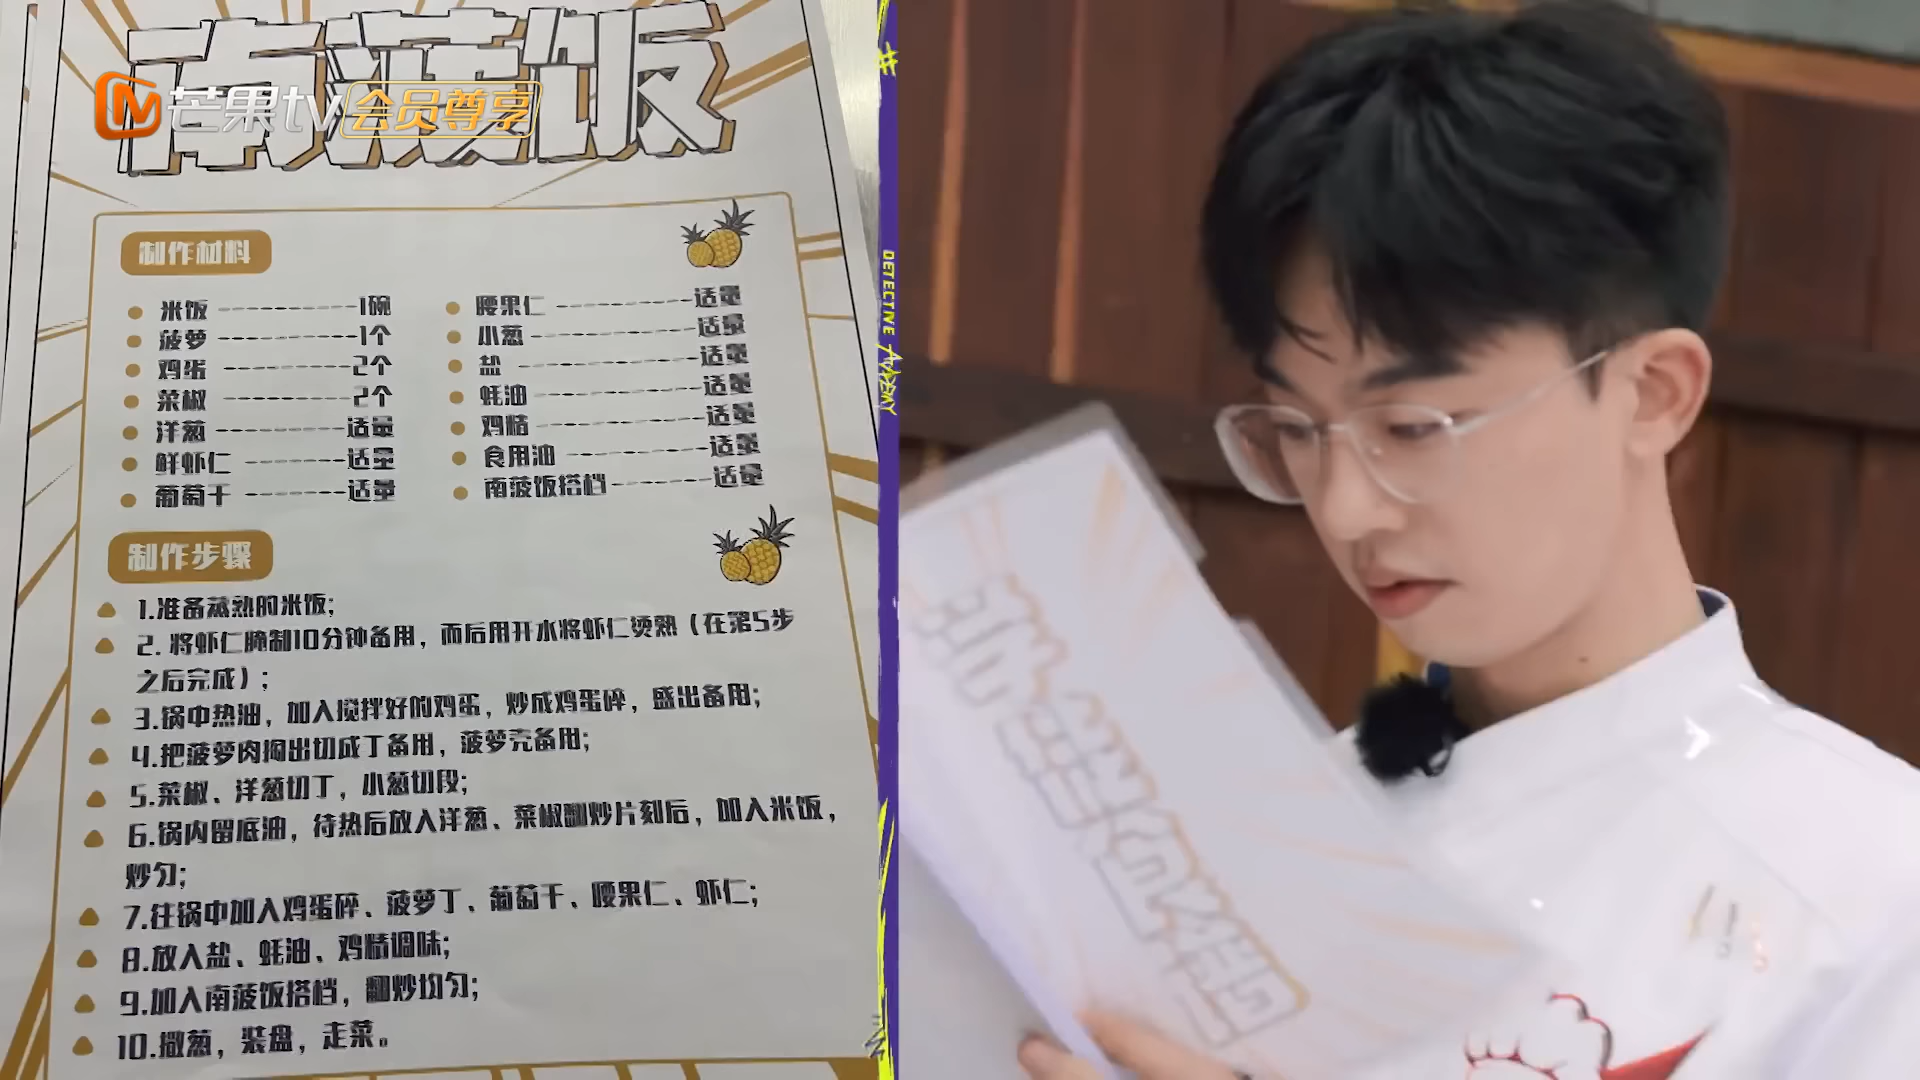 南菠饭
芒果tv 会员尊享
制作材料
米饭 1碗
菠萝 1个
鸡蛋 2个
菜椒 2个
洋葱 适量
鲜虾仁 适量
葡萄干 适量
腰果仁 适量
小葱 适量
盐 适量
蚝油 适量
鸡精 适量
食用油 适量
南菠饭搭档 适量
制作步骤
1.准备蒸熟的米饭；
2. 将虾仁腌制10分钟备用，而后用开水将虾仁烫熟（在第5步
之后完成）；
3.锅中热油，加入搅拌好的鸡蛋，炒成鸡蛋碎，盛出备用；
4.把菠萝肉掏出切成丁备用，菠萝壳备用；
5.菜椒、洋葱切丁，小葱切段；
6.锅内留底油，待热后放入洋葱、菜椒翻炒片刻后，加入米饭，
炒匀；
7.往锅中加入鸡蛋碎、菠萝丁、葡萄干、腰果仁、虾仁；
8.放入盐、蚝油、鸡精调味；
9.加入南菠饭搭档，翻炒均匀；
10.撒葱，装盘，走菜。
#
DETECTIVE ACADEMY